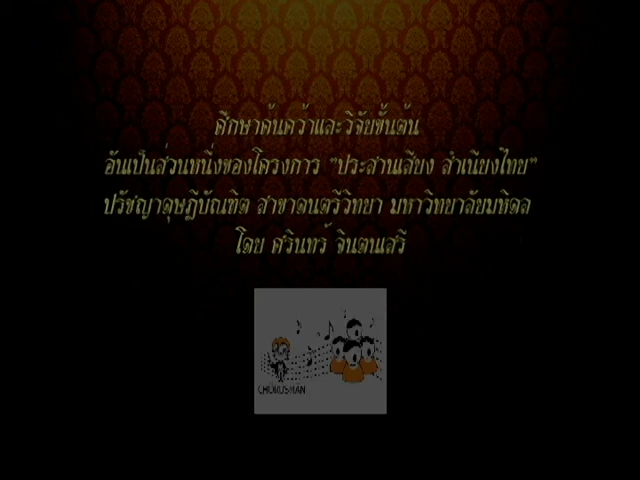 ศึกษาค้นคว้าและวิจัยขั้นต้น
อันเป็นส่วนหนึ่งของโครงการ "ประสานเสียง สำเนียงไทย"
ปรัชญาดุษฎีบัณฑิต สาขาดนตรีวิทยา มหาวิทยาลัยมหิดล
โดย ศรินทร์ จินตนเสรี
CHORUSMAN